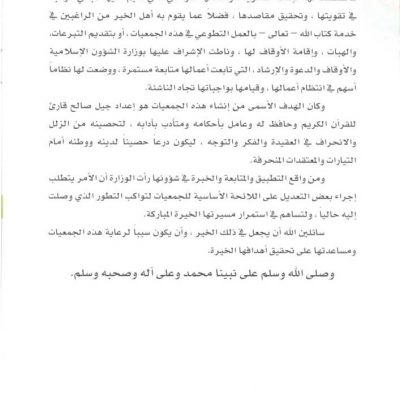 في تقويتها ، وتحقيق مقاصدها ، فضلاً عما يقوم به أهل الخير من الراغبين في
خدمة كتاب الله – تعالى – بالعمل التطوعي في هذه الجمعيات ، أو بتقديم التبرعات،
والهبات ، وإقامة الأوقاف لها ، وناطت الإشراف عليها بوزارة الشؤون الإسلامية
والأوقاف والدعوة والإرشاد ، التي تابعت أعمالها متابعة مستمرة ، ووضعت لها نظاماً
أسهم في انتظام أعمالها ، وقيامها بواجباتها تجاه الناشئة.
وكان الهدف الأسمى من إنشاء هذه الجمعيات هو إعداد جيل صالح قارئ
للقرآن الكريم وحافظ له وعامل بأحكامه ومتأدب بآدابه ، لتحصينه من الزلل
والانحراف في العقيدة والفكر والتوجه ، ليكون درعاً حصيناً لدينه ووطنه أمام
التيارات والمعتقدات المنحرفة.
ومن واقع التطبيق والمتابعة والخبرة في شؤونها رأت الوزارة أن الأمر يتطلب
إجراء بعض التعديل على اللائحة الأساسية للجمعيات لتواكب التطور الذي وصلت
إليه حالياً ، ولتساهم في استمرار مسيرتها الخيرة المباركة.
سائلين الله أن يجعل في ذلك الخير ، وأن يكون سبباً لرعاية هذه الجمعيات
ومساعدتها على تحقيق أهدافها الخيرة.
وصلى الله وسلم على نبينا محمد وعلى آله وصحبه وسلم.